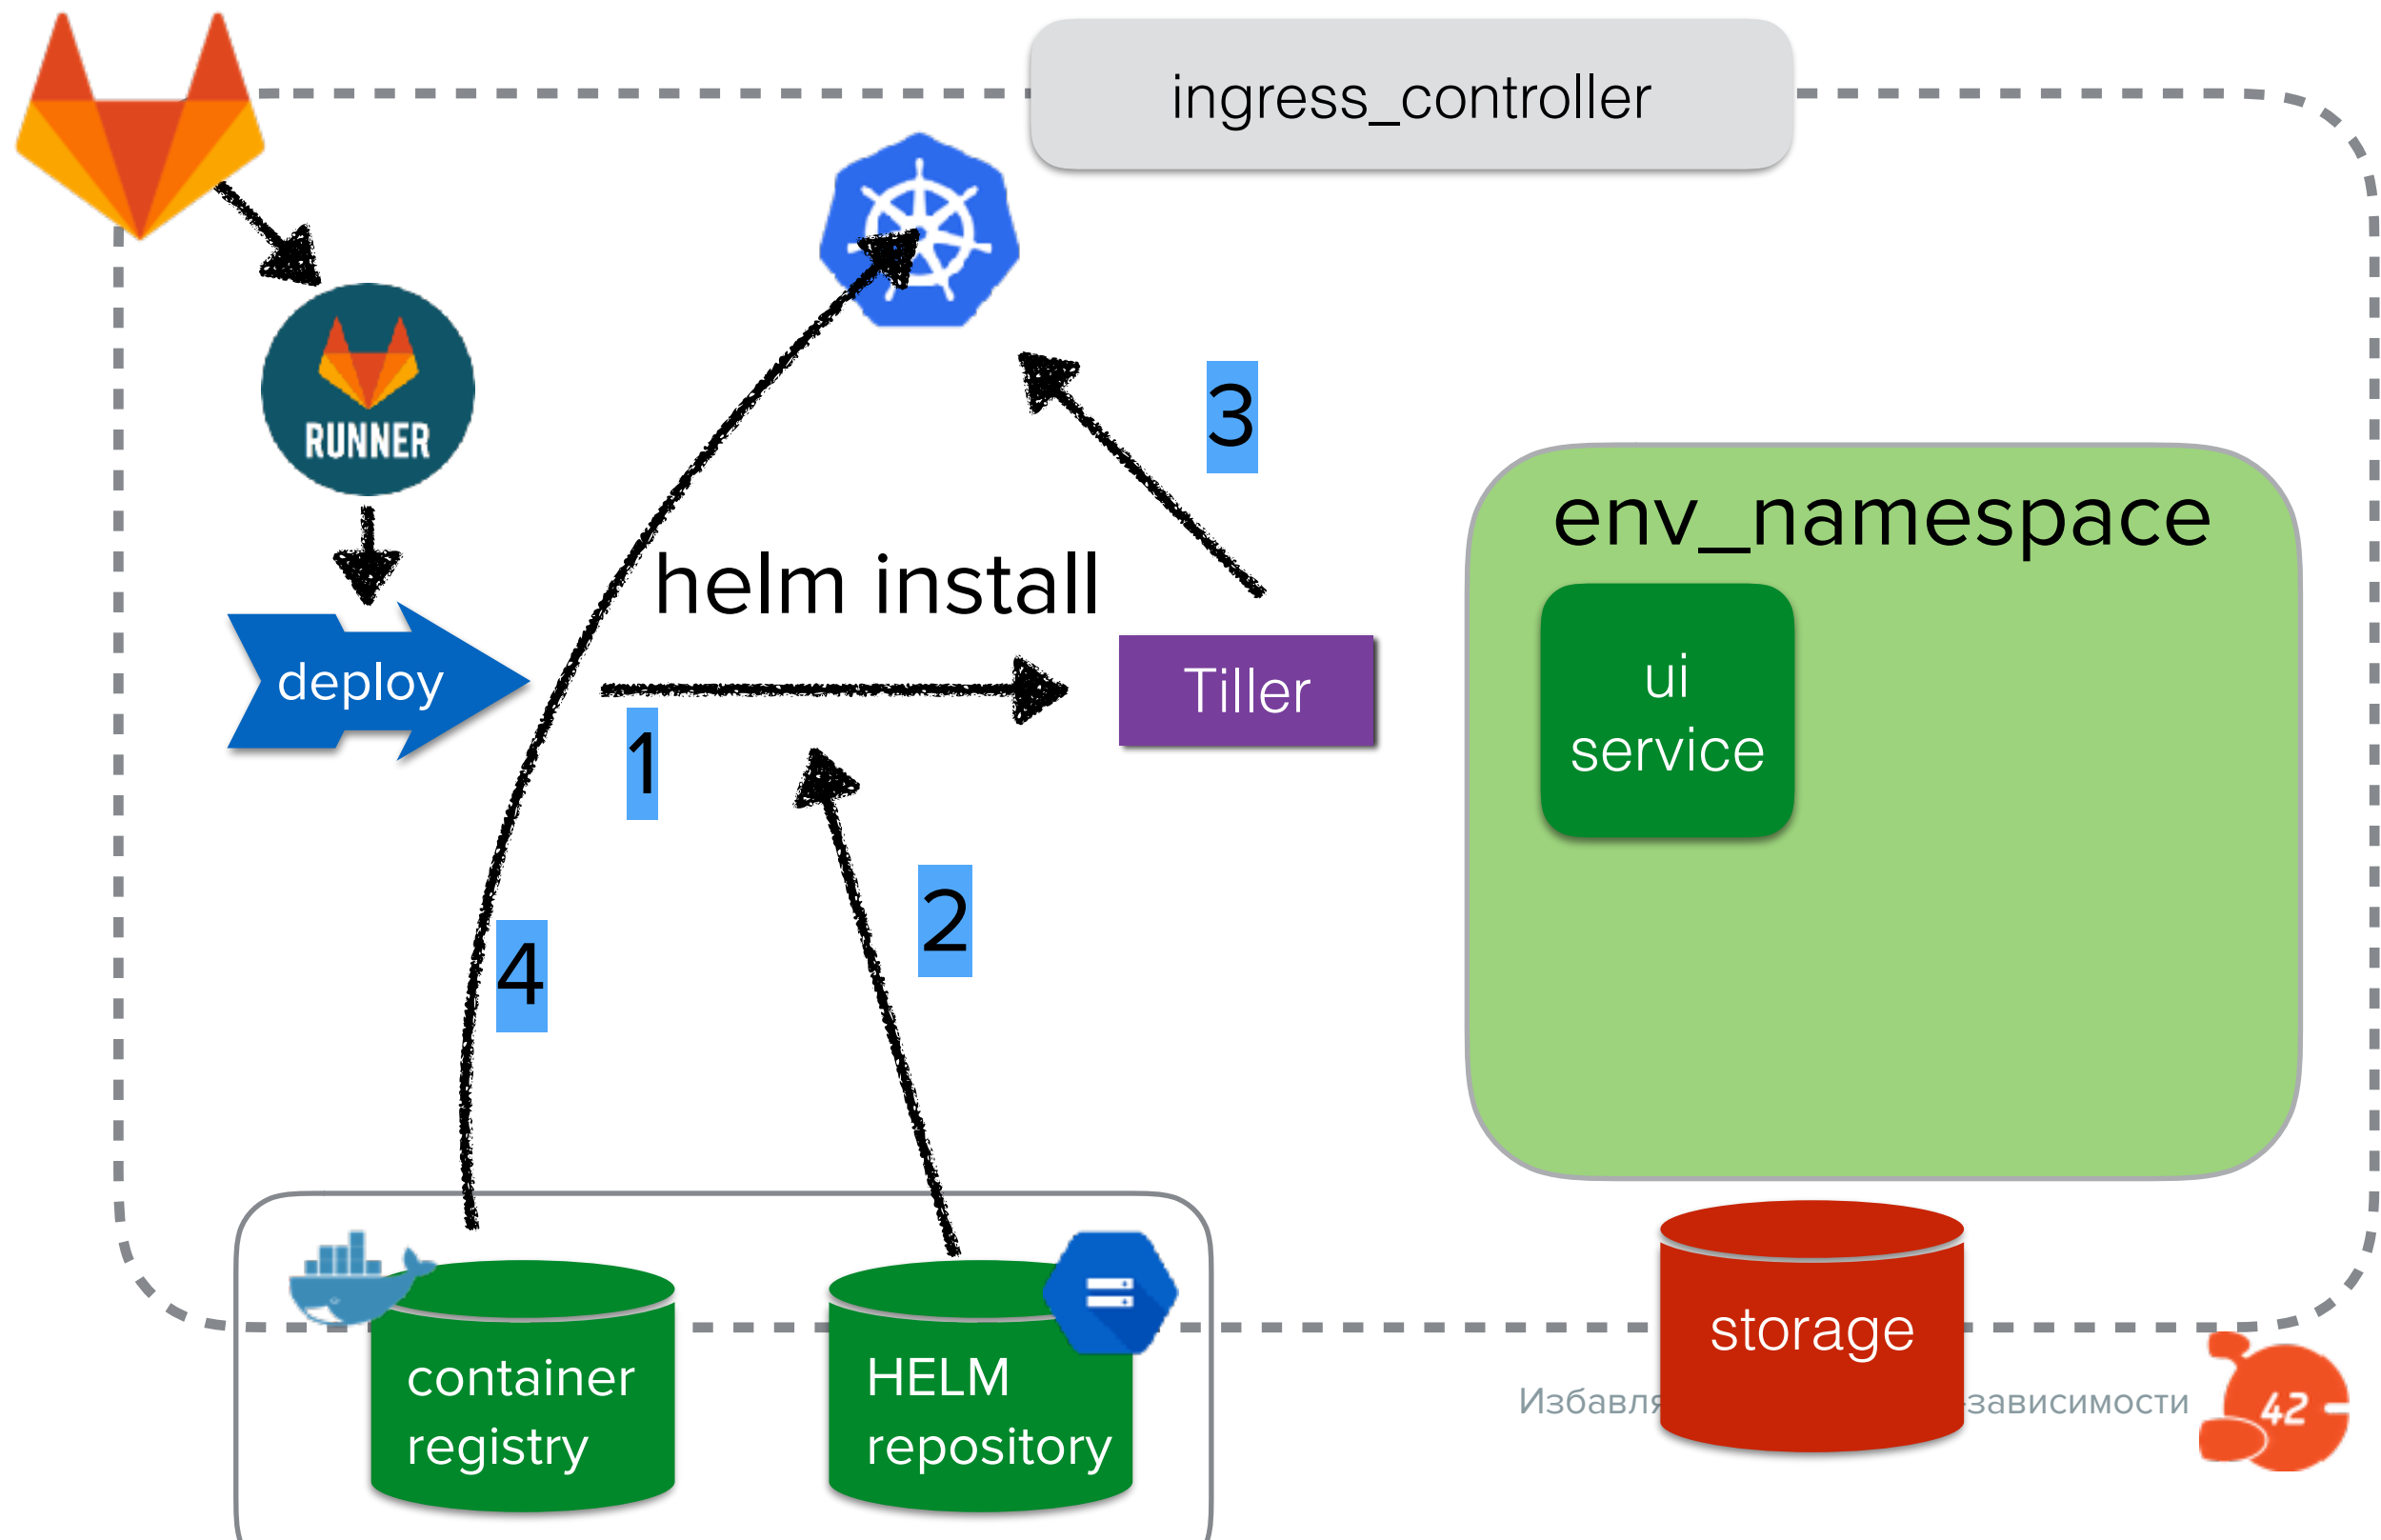 ingress_controller
RUNNER
3
env_namespace
helm install
ui
service
deploy
Tiller
1
2
4
storage
container
registry
HELM
repository
зависимости
42